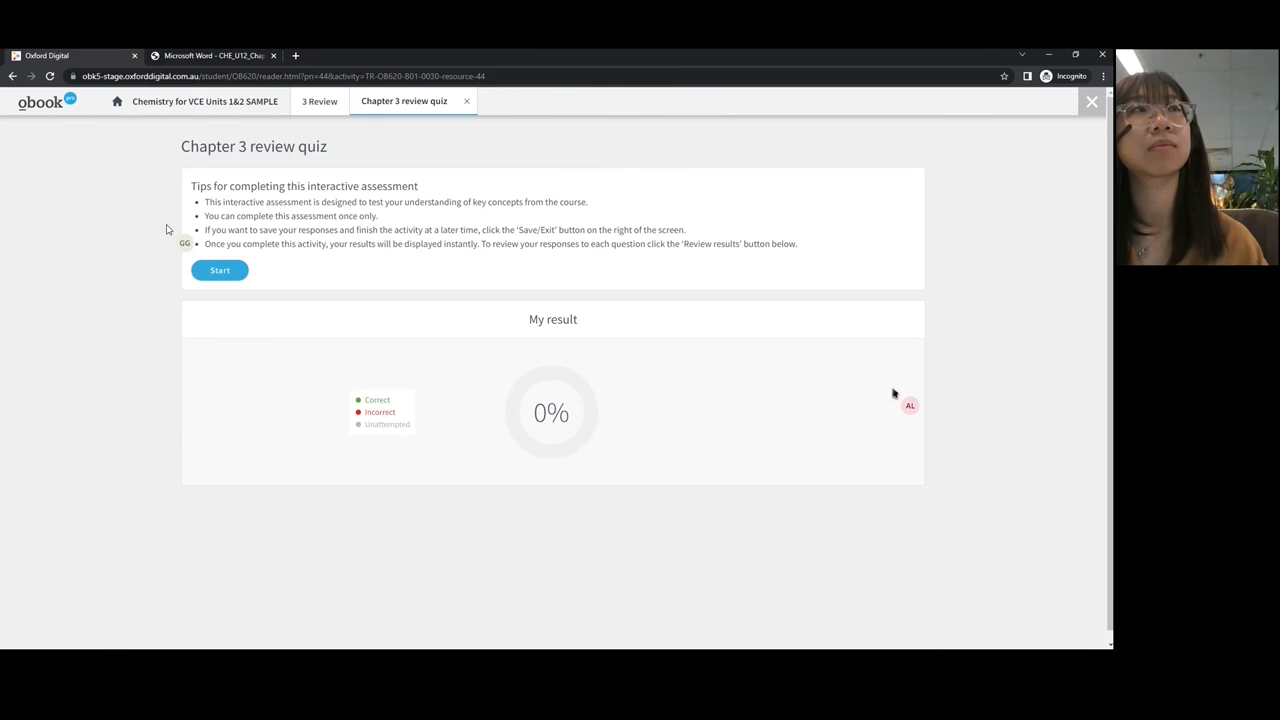 Oxford Digital
Microsoft Word - CHE_U12_Cha
obk5-stage.oxforddigital.com.au/student/OB620/reader.html?pn=44&activity=TR-OB620-B01-0030-resource-44
Incognito
obook pro
Chemistry for VCE Units 1&2 SAMPLE
3 Review
Chapter 3 review quiz
Chapter 3 review quiz
Tips for completing this interactive assessment
• This interactive assessment is designed to test your understanding of key concepts from the course.
• You can complete this assessment once only.
• If you want to save your responses and finish the activity at a later time, click the ‘Save/Exit’ button on the right of the screen.
GG
• Once you complete this activity, your results will be displayed instantly. To review your responses to each question click the ‘Review results’ button below.
Start
My result
Correct
Incorrect
Unattempted
0%
AL